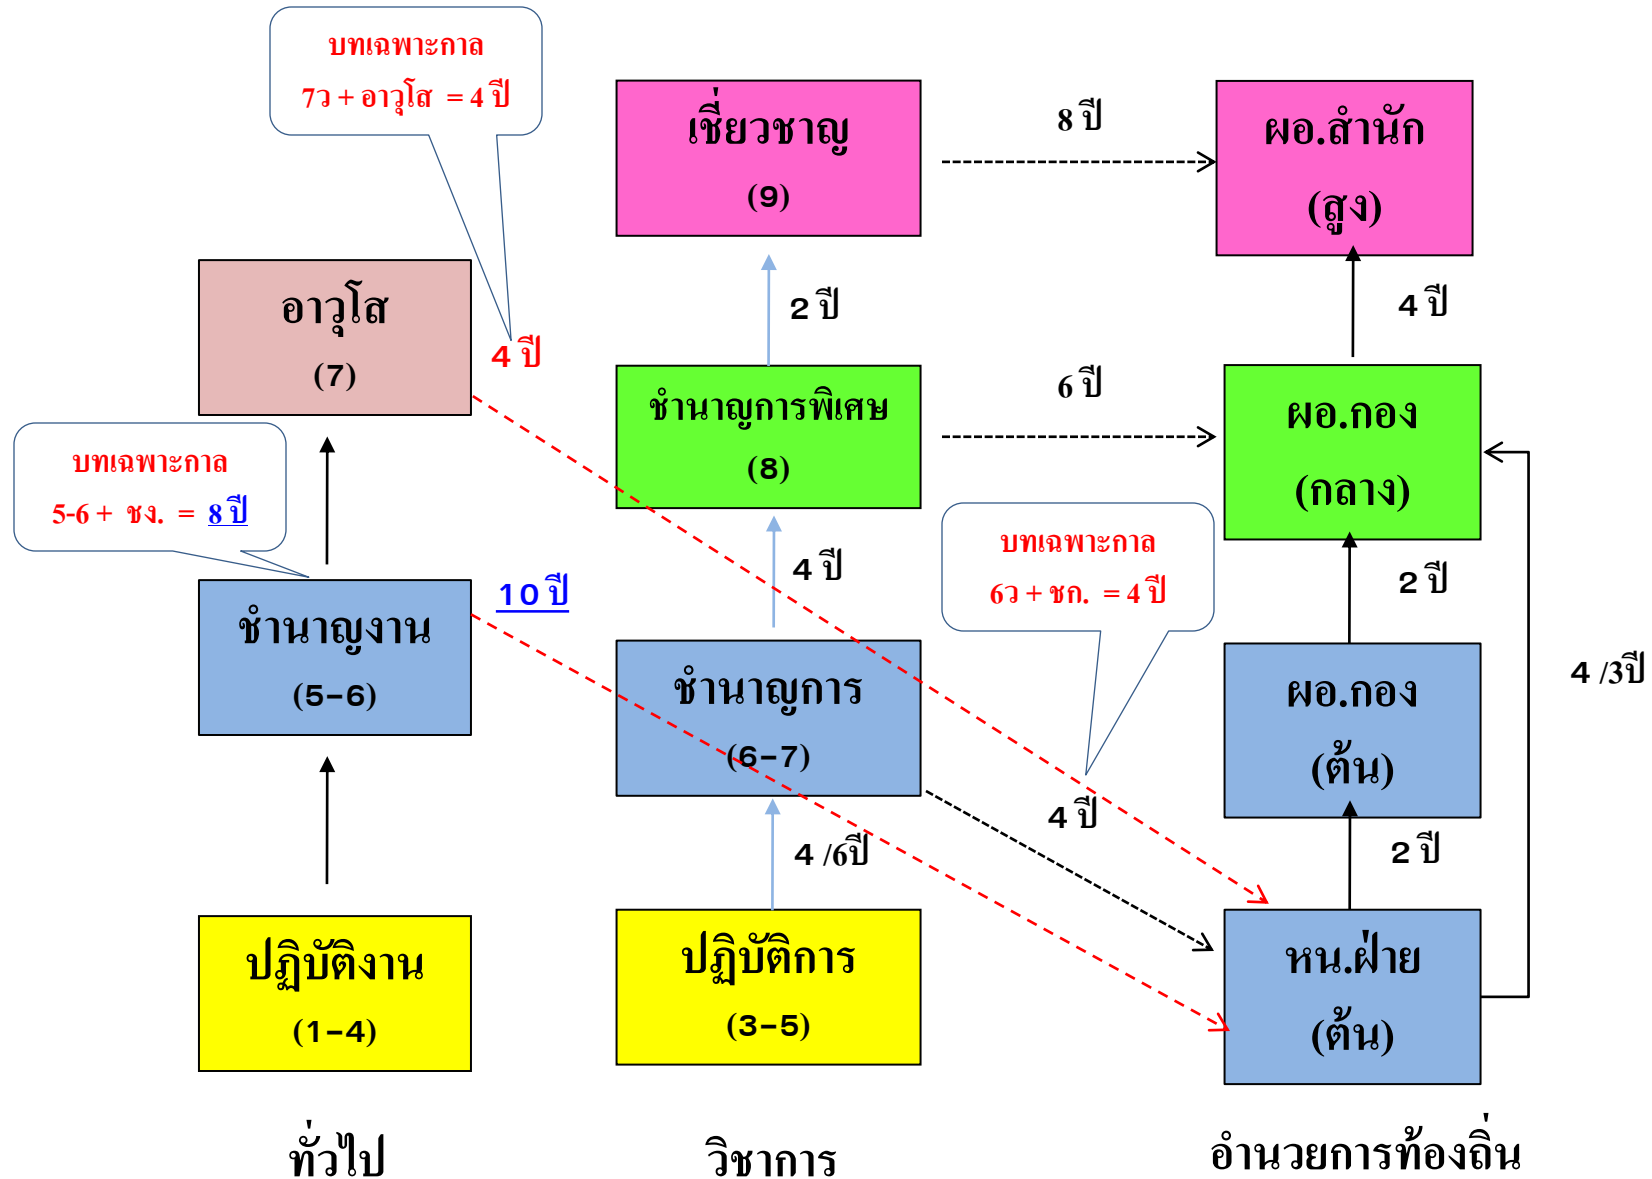 บทเฉพาะกาล
7ว + อาวุโส = 4 ปี
เชี่ยวชาญ
(9)
8 ปี
ผอ.สำนัก
(สูง)
อาวุโส
(7)
4 ปี
2 ปี
4 ปี
ชำนาญการพิเศษ
(8)
6 ปี
ผอ.กอง
(กลาง)
บทเฉพาะกาล
5-6 + ชง. = 8 ปี
ชำนาญงาน
(5-6)
10 ปี
4 ปี
บทเฉพาะกาล
6ว + ชก. = 4 ปี
2 ปี
ชำนาญการ
(6-7)
ผอ.กอง
(ต้น)
4 /3ปี
4 /6ปี
4 ปี
2 ปี
ปฏิบัติงาน
(1-4)
ปฏิบัติการ
(3-5)
หน.ฝ่าย
(ต้น)
ทั่วไป
วิชาการ
อำนวยการท้องถิ่น